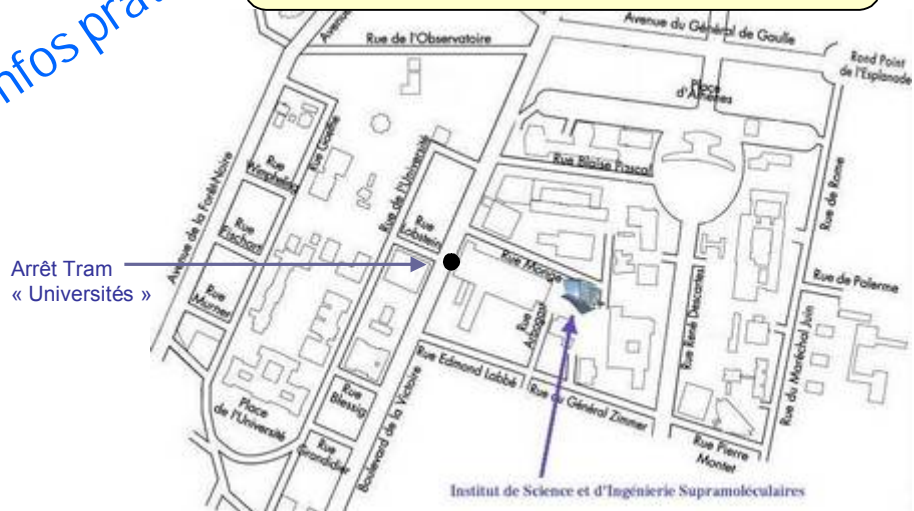 Infos prat
Avenue
Avenue du Général de Gaulle
Rue de l'Observatoire
Rond Point
de l'Esplanade
Place
d'Athènes
Avenue de la Forêt Noire
Rue
Wimpheling
Rue Goethe
Rue de l'Université
Rue Blaise Pascal
Rue de Rome
Rue
Fischart
Rue
Lobstein
Arrêt Tram
« Universités »
Rue Monge
Rue de Palerme
Rue
Murner
Rue
Arbogast
Rue René Descartes
Rue du Maréchal Juin
Rue Edmond Labbé
Rue du Général Zimmer
Place
de l'Université
Rue
Blessig
Rue
Grandidier
Boulevard de la Victoire
Rue Pierre
Montet
Institut de Science et d'Ingénierie Supramoléculaires